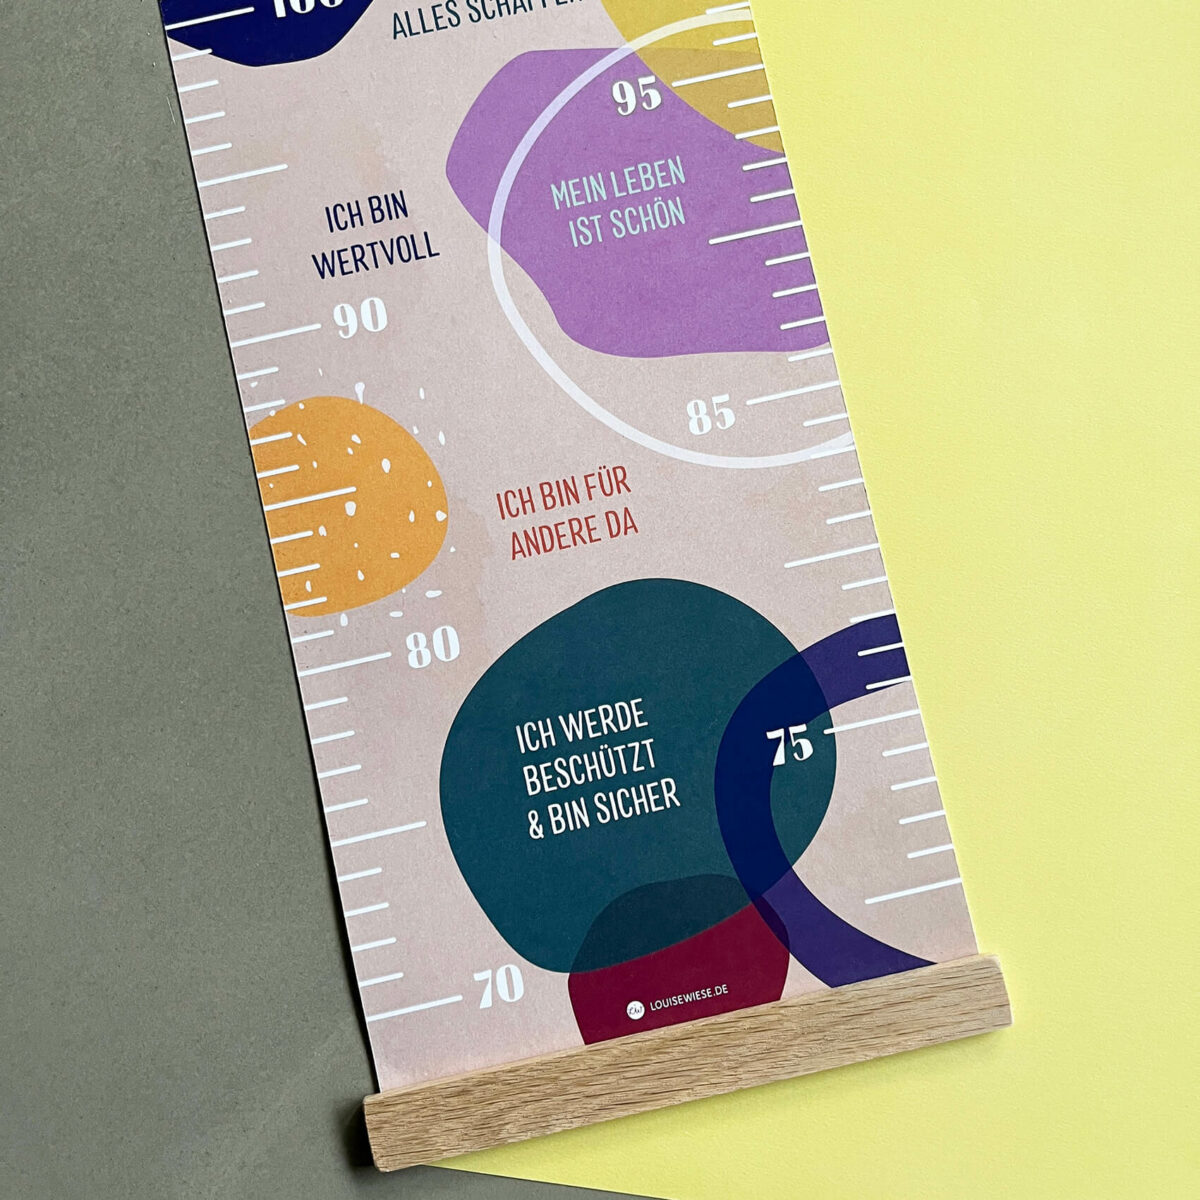 100
ALLES SCHAFFEN
95
MEIN LEBEN
IST SCHÖN
ICH BIN
WERTVOLL
90
85
ICH BIN FÜR
ANDERE DA
80
ICH WERDE
BESCHÜTZT
& BIN SICHER
75
70
LOUISEWIESE.DE